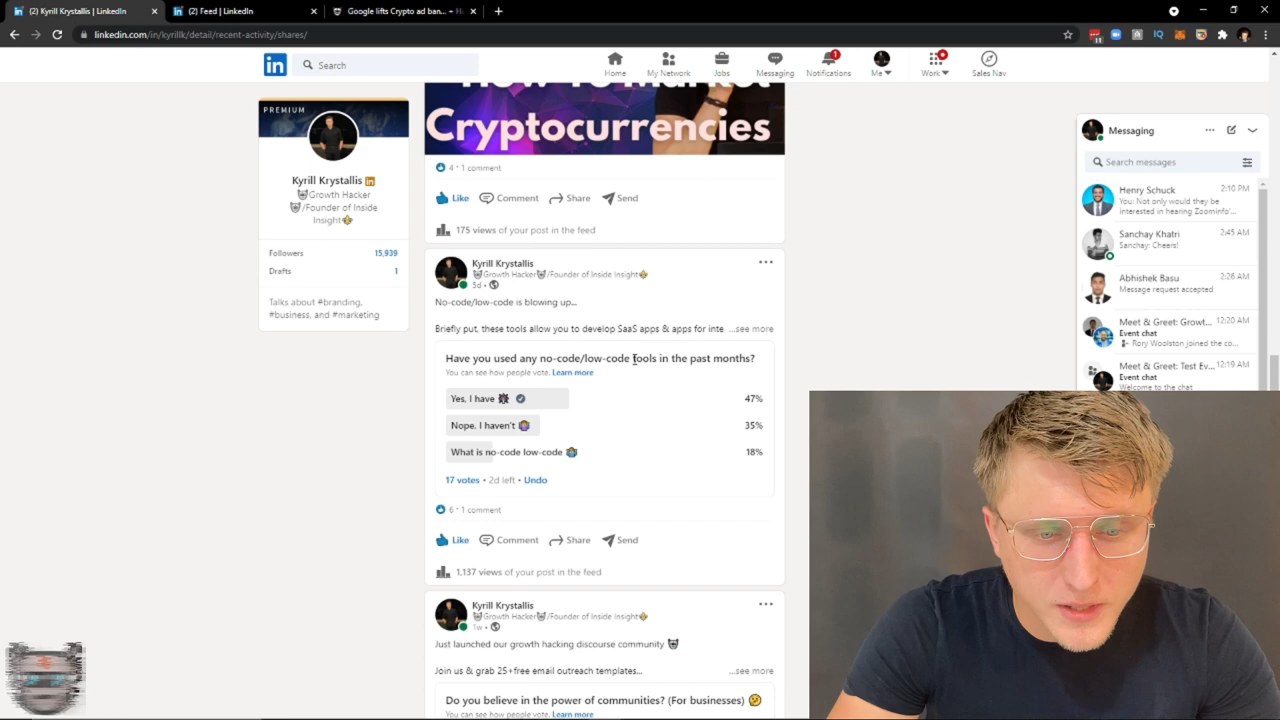 (2) Kyrill Krystallis | LinkedIn
(2) Feed | LinkedIn
Google lifts Crypto ad ban...
linkedin.com/in/kyrillk/detail/recent-activity/shares/
11
in
Search
Home
My Network
Jobs
Messaging
1
Notifications
Me
Work
Sales Nav
PREMIUM
Kyrill Krystallis
Growth Hacker
/Founder of Inside
Insight
Followers 15,939
Drafts 1
Talks about #branding,
#business, and #marketing
How To Market
Cryptocurrencies
4 • 1 comment
Like Comment Share Send
175 views of your post in the feed
Kyrill Krystallis
Growth Hacker /Founder of Inside Insight
5d •
No-code/low-code is blowing up...
Briefly put, these tools allow you to develop SaaS apps & apps for inte ...see more
Have you used any no-code/low-code tools in the past months?
You can see how people vote. Learn more
Yes, I have 47%
Nope, I haven't 35%
What is no-code low-code 18%
17 votes • 2d left • Undo
6 • 1 comment
Like Comment Share Send
1,137 views of your post in the feed
Kyrill Krystallis
Growth Hacker /Founder of Inside Insight
1w •
Just launched our growth hacking discourse community
Join us & grab 25+free email outreach templates... ...see more
Do you believe in the power of communities? (For businesses)
You can see how people vote. Learn more
Messaging
Search messages
Henry Schuck 2:10 PM
You: Not only would they be
interested in hearing Zoominfo'...
Sanchay Khatri 2:45 AM
Sanchay: Cheers!
Abhishek Basu 2:26 AM
Message request accepted
Meet & Greet: Growt... 12:20 AM
Event chat
Rory Woolston joined the co...
Meet & Greet: Test Ev... 12:19 AM
Event chat
Welcome to the chat